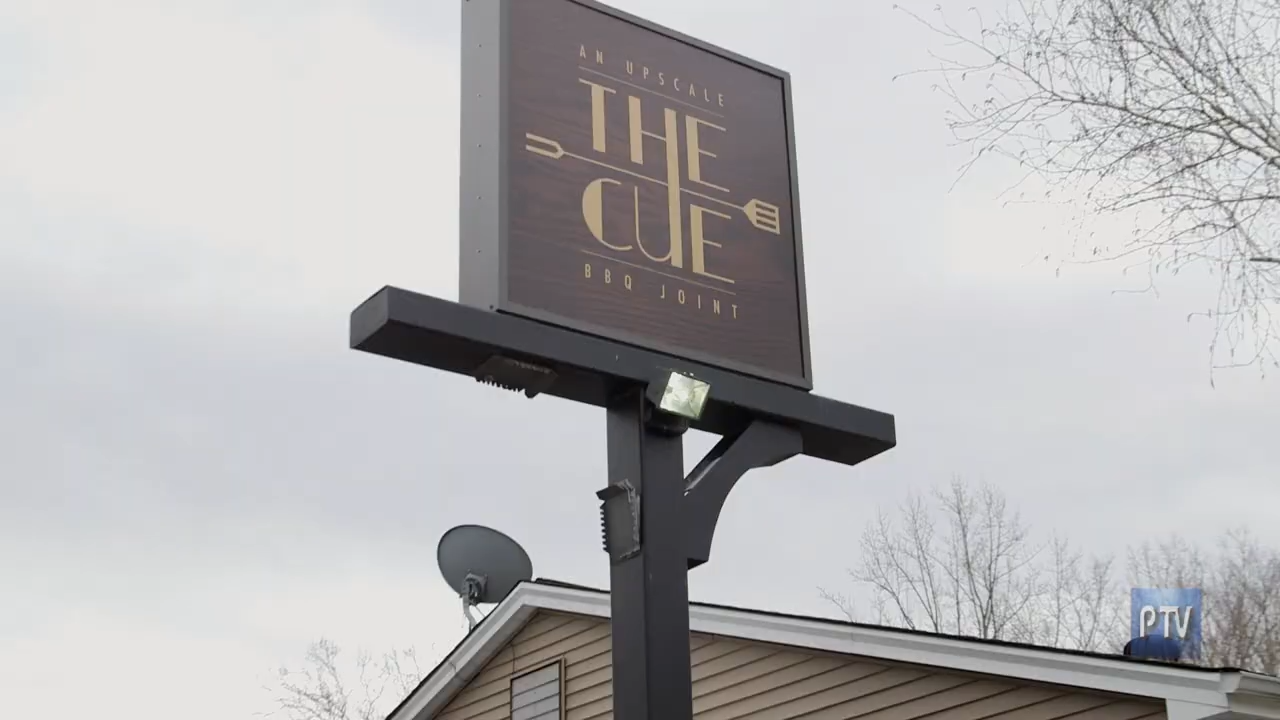 AN UPSCALE
THE
CUE
BBQ JOINT
PTV